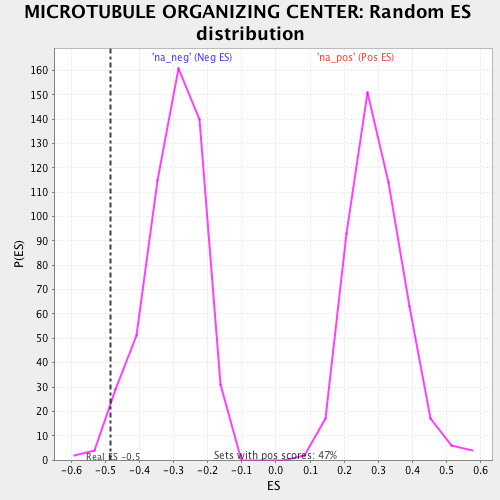 MICROTUBULE ORGANIZING CENTER: Random ES
distribution
'na_neg' (Neg ES)
'na_pos' (Pos ES)
P(ES)
160
150
140
130
120
110
100
90
80
70
60
50
40
30
20
10
0
Real ES -0.5
Sets with pos scores: 47%
-0.6 -0.5 -0.4 -0.3 -0.2 -0.1 0.0 0.1 0.2 0.3 0.4 0.5 0.6
ES